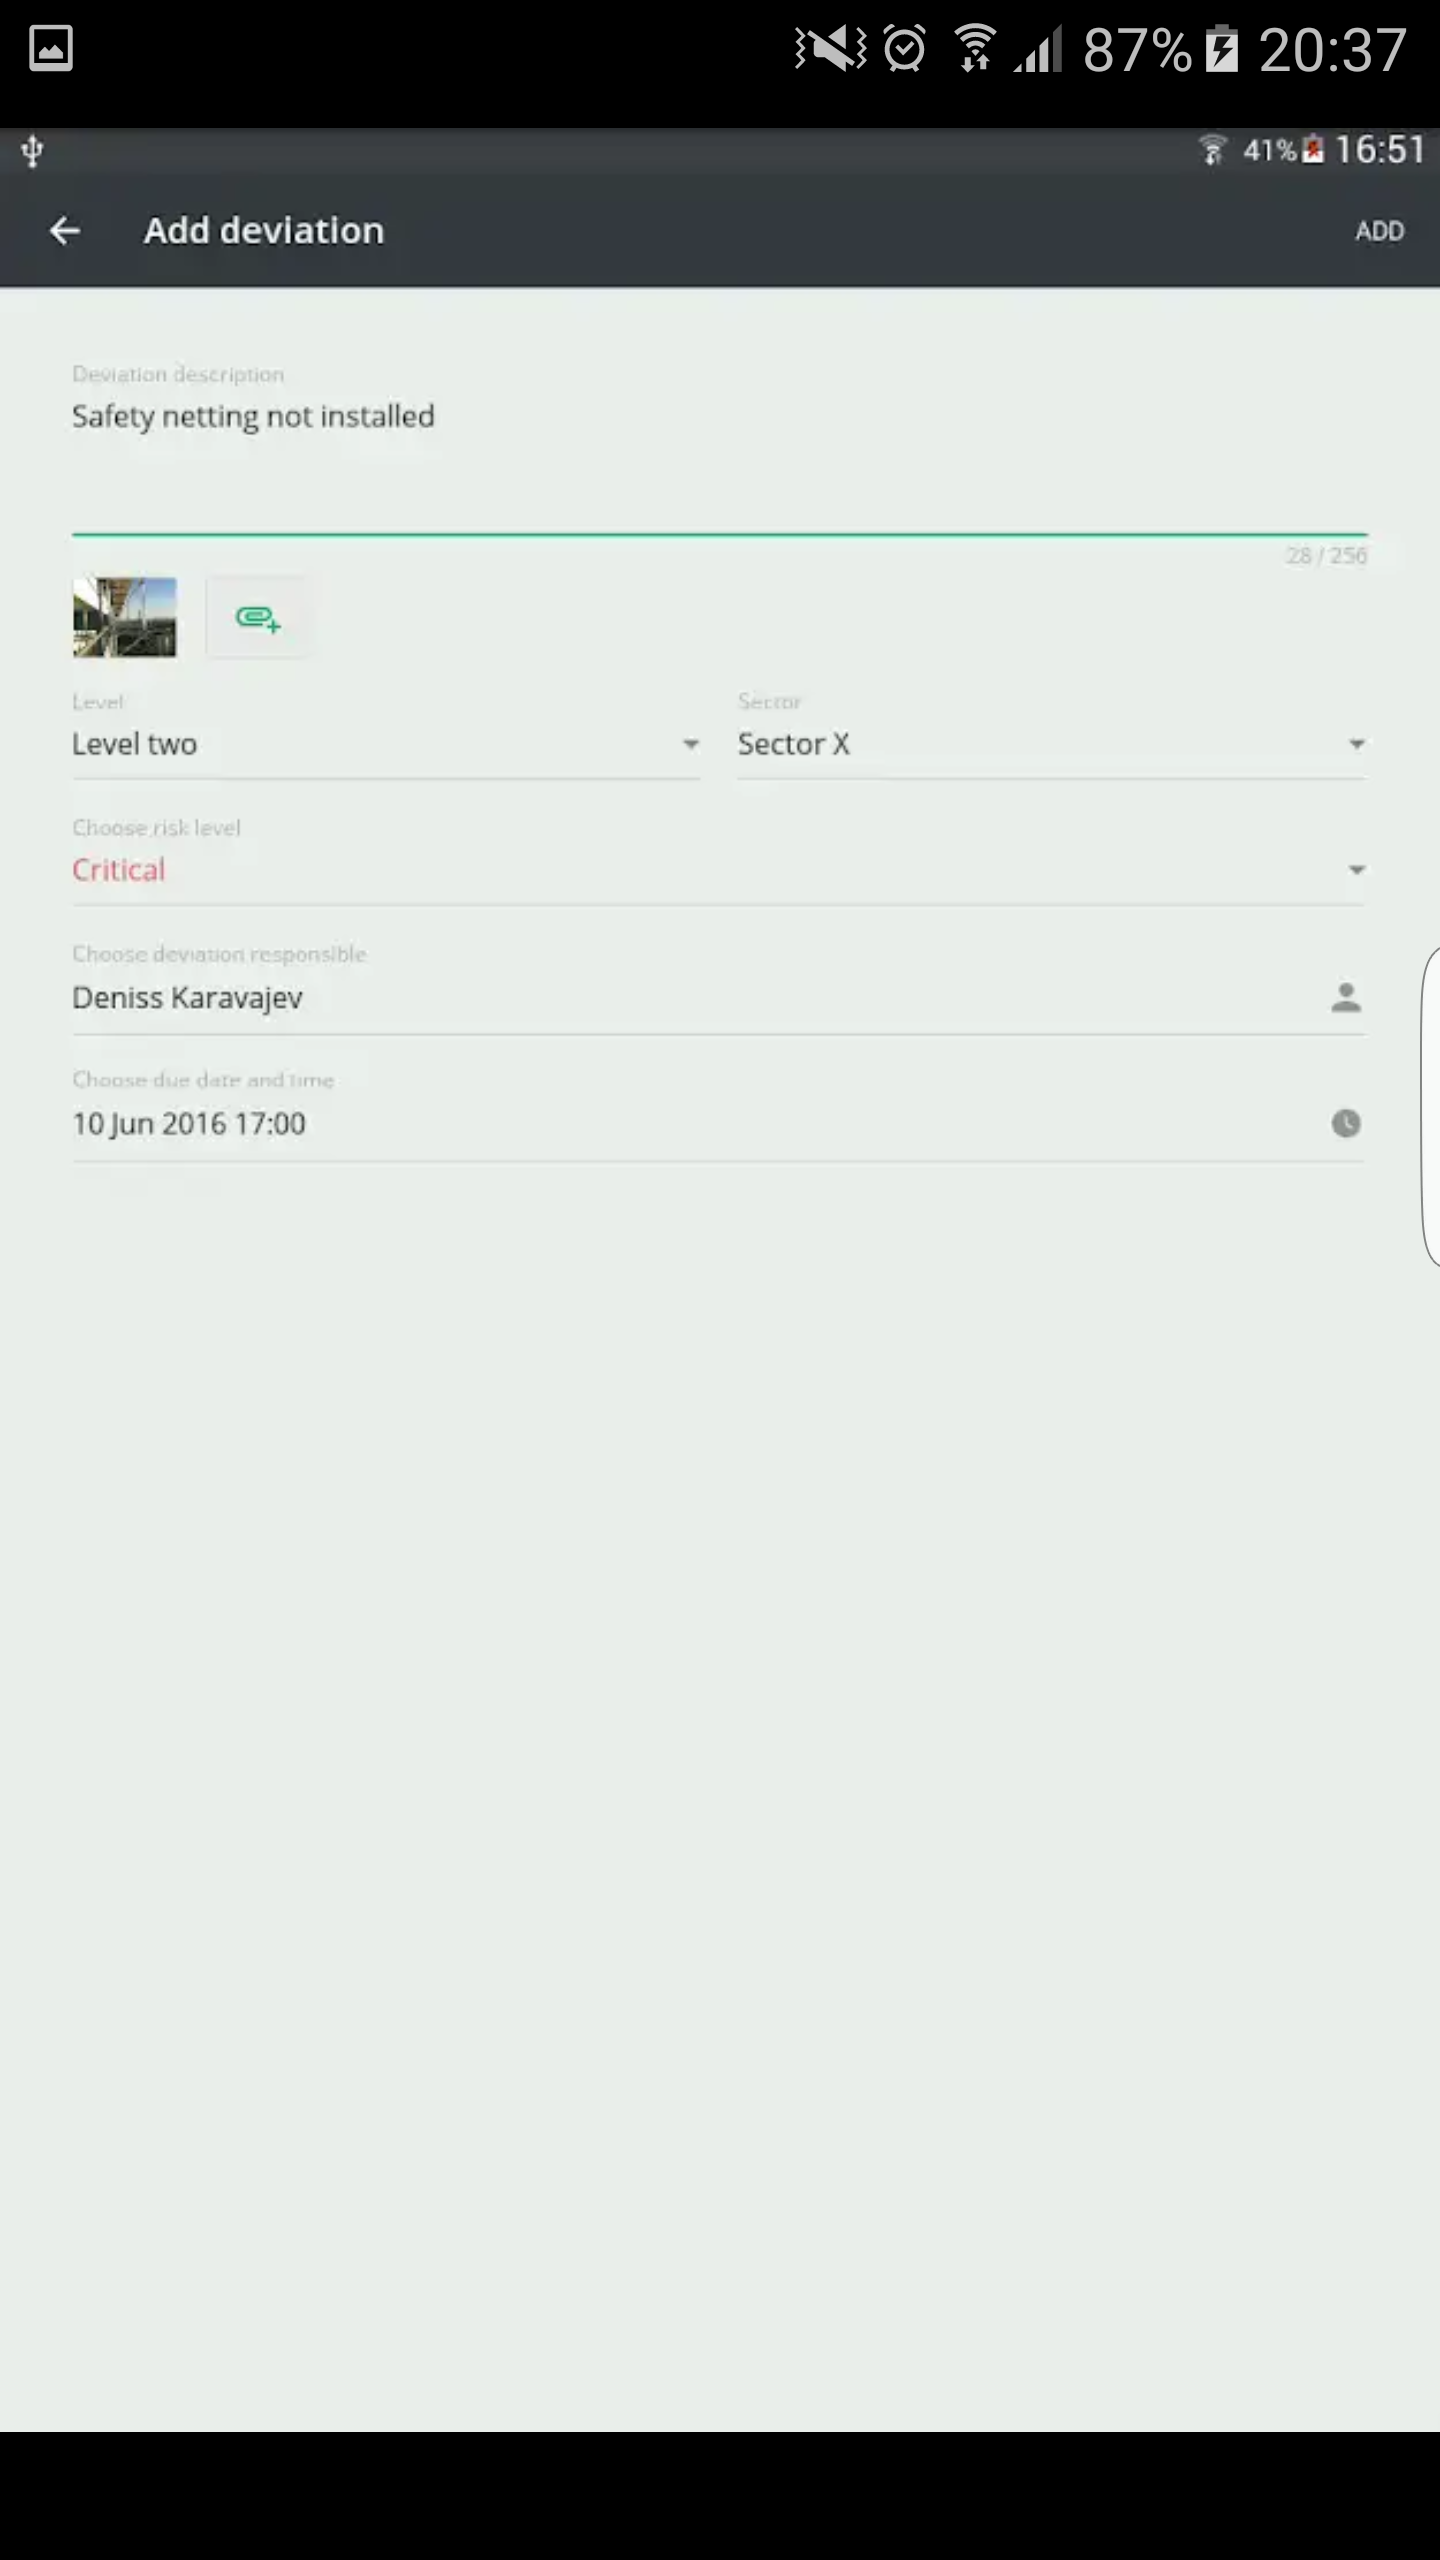 87% 20:37
41% 16:51
Add deviation ADD
Deviation description
Safety netting not installed
28 / 256
Level Sector
Level two Sector X
Choose risk level
Critical
Choose deviation responsible
Deniss Karavajev
Choose due date and time
10 Jun 2016 17:00